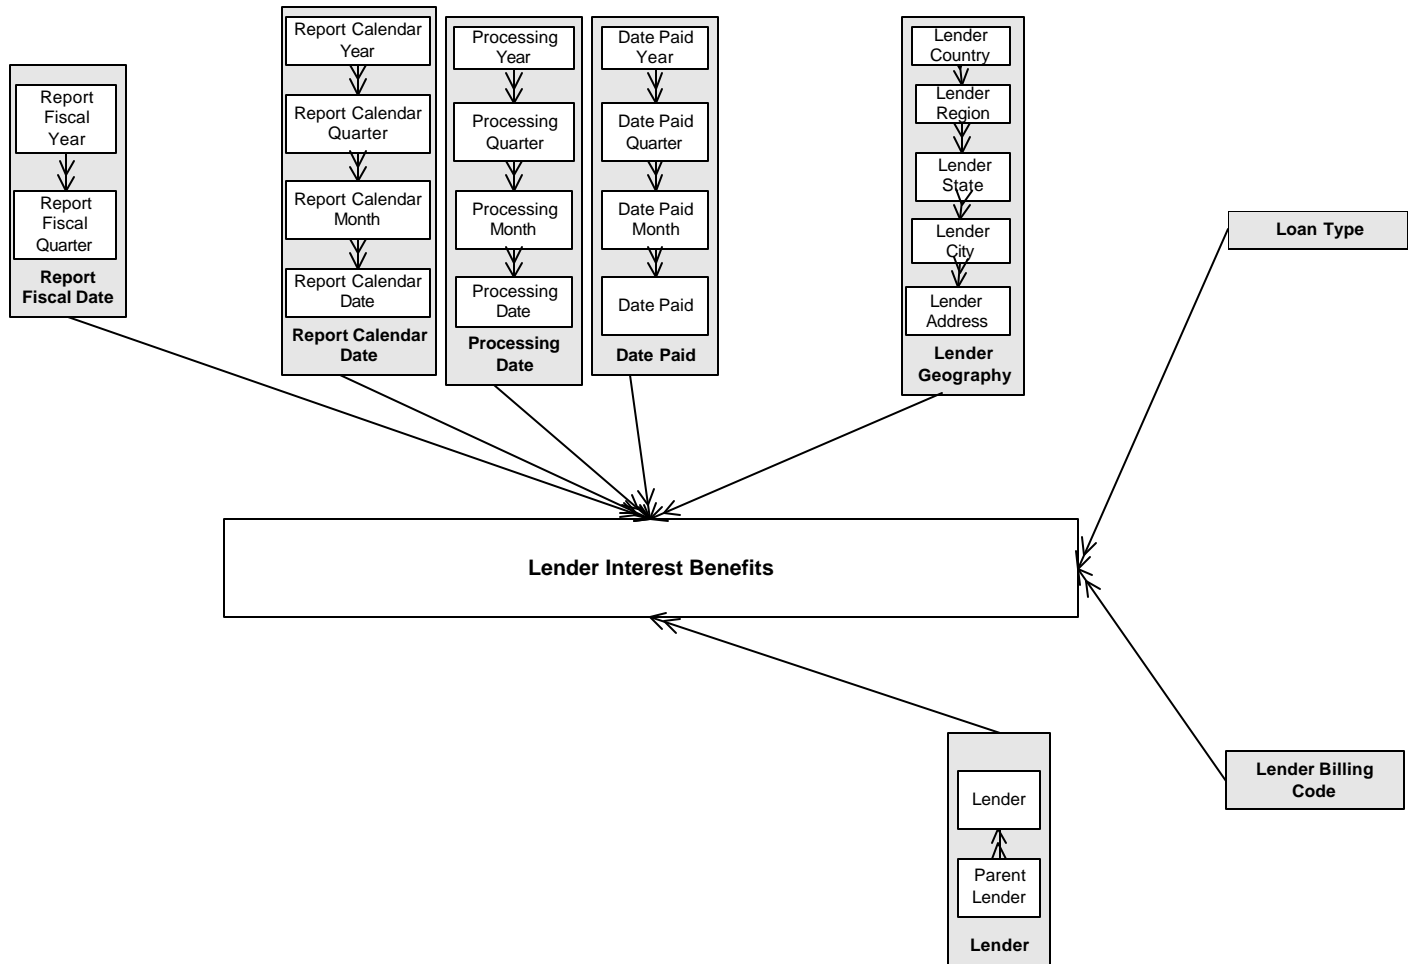 Report
Fiscal
Year
Report
Fiscal
Quarter
Report
Fiscal Date
Report Calendar
Year
Report Calendar
Quarter
Report Calendar
Month
Report Calendar
Date
Report Calendar
Date
Processing
Year
Processing
Quarter
Processing
Month
Processing
Date
Processing
Date
Date Paid
Year
Date Paid
Quarter
Date Paid
Month
Date Paid
Date Paid
Lender
Country
Lender
Region
Lender
State
Lender
City
Lender
Address
Lender
Geography
Loan Type
Lender Interest Benefits
Lender Billing
Code
Lender
Parent
Lender
Lender